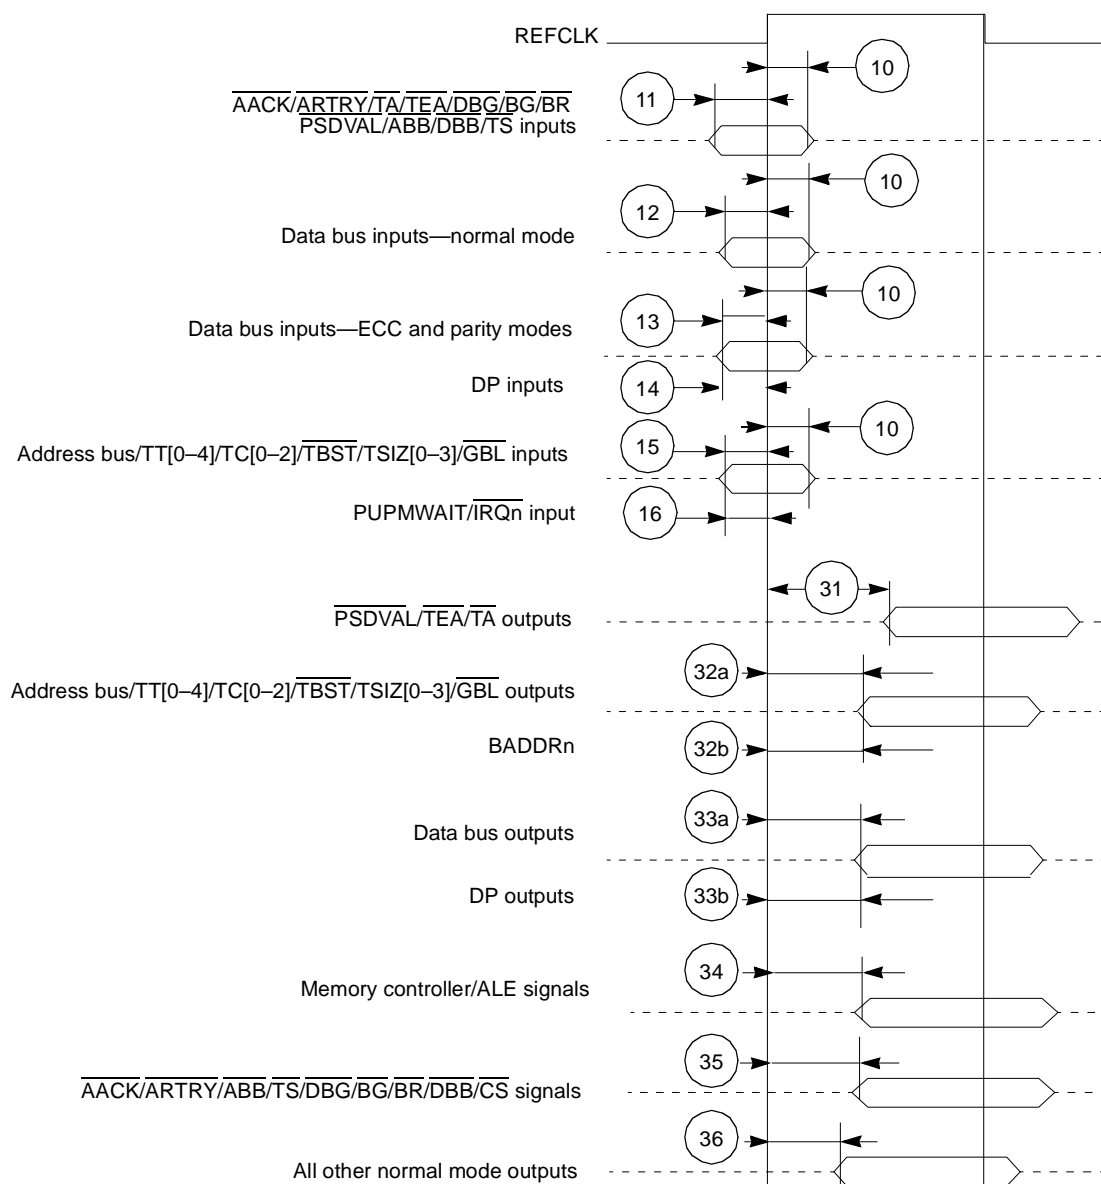 REFCLK
10
11
AACK/ARTRY/TA/TEA/DBG/BG/BR
PSDVAL/ABB/DBB/TS inputs
10
12
Data bus inputs—normal mode
10
13
Data bus inputs—ECC and parity modes
DP inputs
14
10
15
Address bus/TT[0–4]/TC[0–2]/TBST/TSIZ[0–3]/GBL inputs
PUPMWAIT/IRQn input
16
31
PSDVAL/TEA/TA outputs
32a
Address bus/TT[0–4]/TC[0–2]/TBST/TSIZ[0–3]/GBL outputs
BADDRn
32b
33a
Data bus outputs
DP outputs
33b
34
Memory controller/ALE signals
35
AACK/ARTRY/ABB/TS/DBG/BG/BR/DBB/CS signals
36
All other normal mode outputs